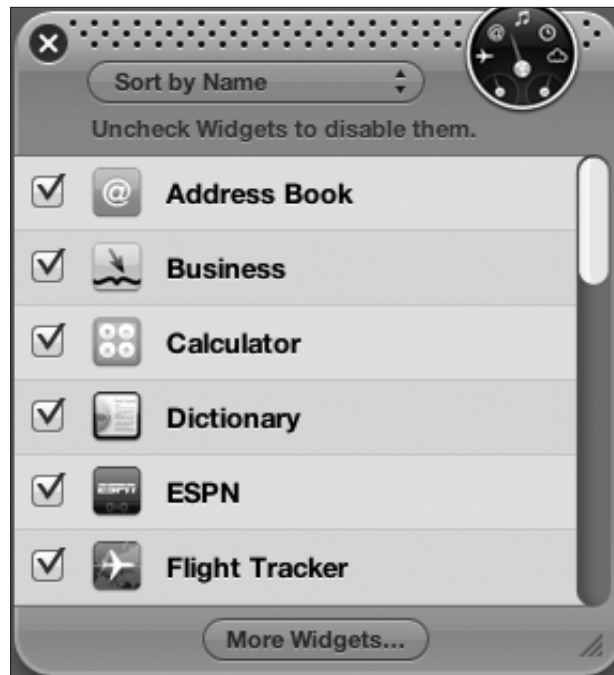 Sort by Name
Uncheck Widgets to disable them.
Address Book
Business
Calculator
Dictionary
ESPN
Flight Tracker
More Widgets...